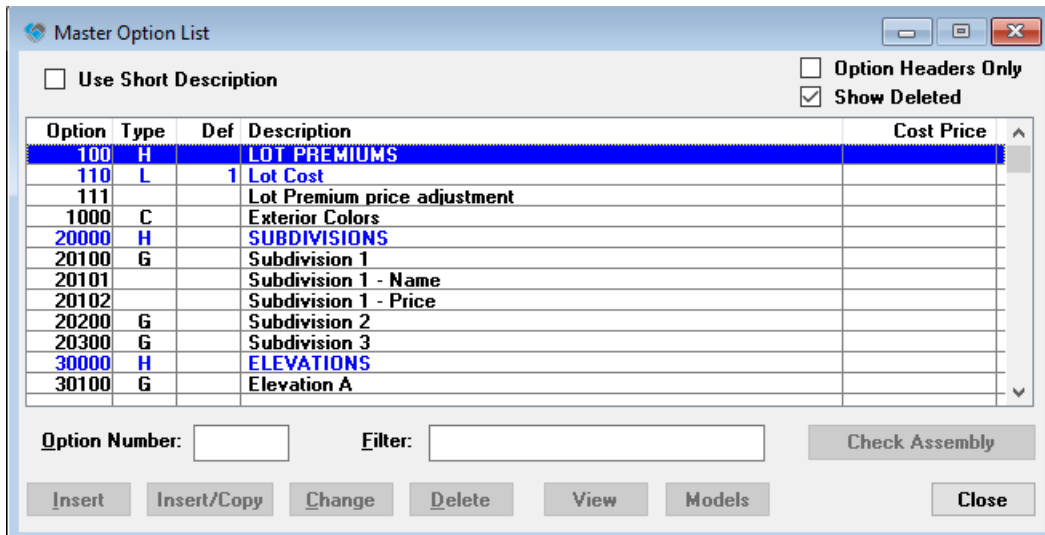 Master Option List
Use Short Description
Option Headers Only
Show Deleted
Option Type Def Description Cost Price
100 H LOT PREMIUMS
110 L 1 Lot Cost
111 Lot Premium price adjustment
1000 C Exterior Colors
20000 H SUBDIVISIONS
20100 G Subdivision 1
20101 Subdivision 1 - Name
20102 Subdivision 1 - Price
20200 G Subdivision 2
20300 G Subdivision 3
30000 H ELEVATIONS
30100 G Elevation A
Option Number: Filter: Check Assembly
Insert Insert/Copy Change Delete View Models Close